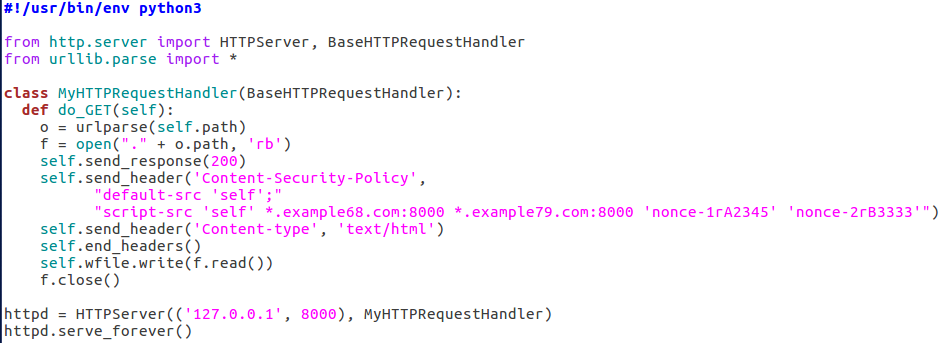 #!/usr/bin/env python3
from http.server import HTTPServer, BaseHTTPRequestHandler
from urllib.parse import *
class MyHTTPRequestHandler(BaseHTTPRequestHandler):
  def do_GET(self):
    o = urlparse(self.path)
    f = open("." + o.path, 'rb')
    self.send_response(200)
    self.send_header('Content-Security-Policy',
          "default-src 'self';"
          "script-src 'self' *.example68.com:8000 *.example79.com:8000 'nonce-1rA2345' 'nonce-2rB3333'")
    self.send_header('Content-type', 'text/html')
    self.end_headers()
    self.wfile.write(f.read())
    f.close()
httpd = HTTPServer(('127.0.0.1', 8000), MyHTTPRequestHandler)
httpd.serve_forever()